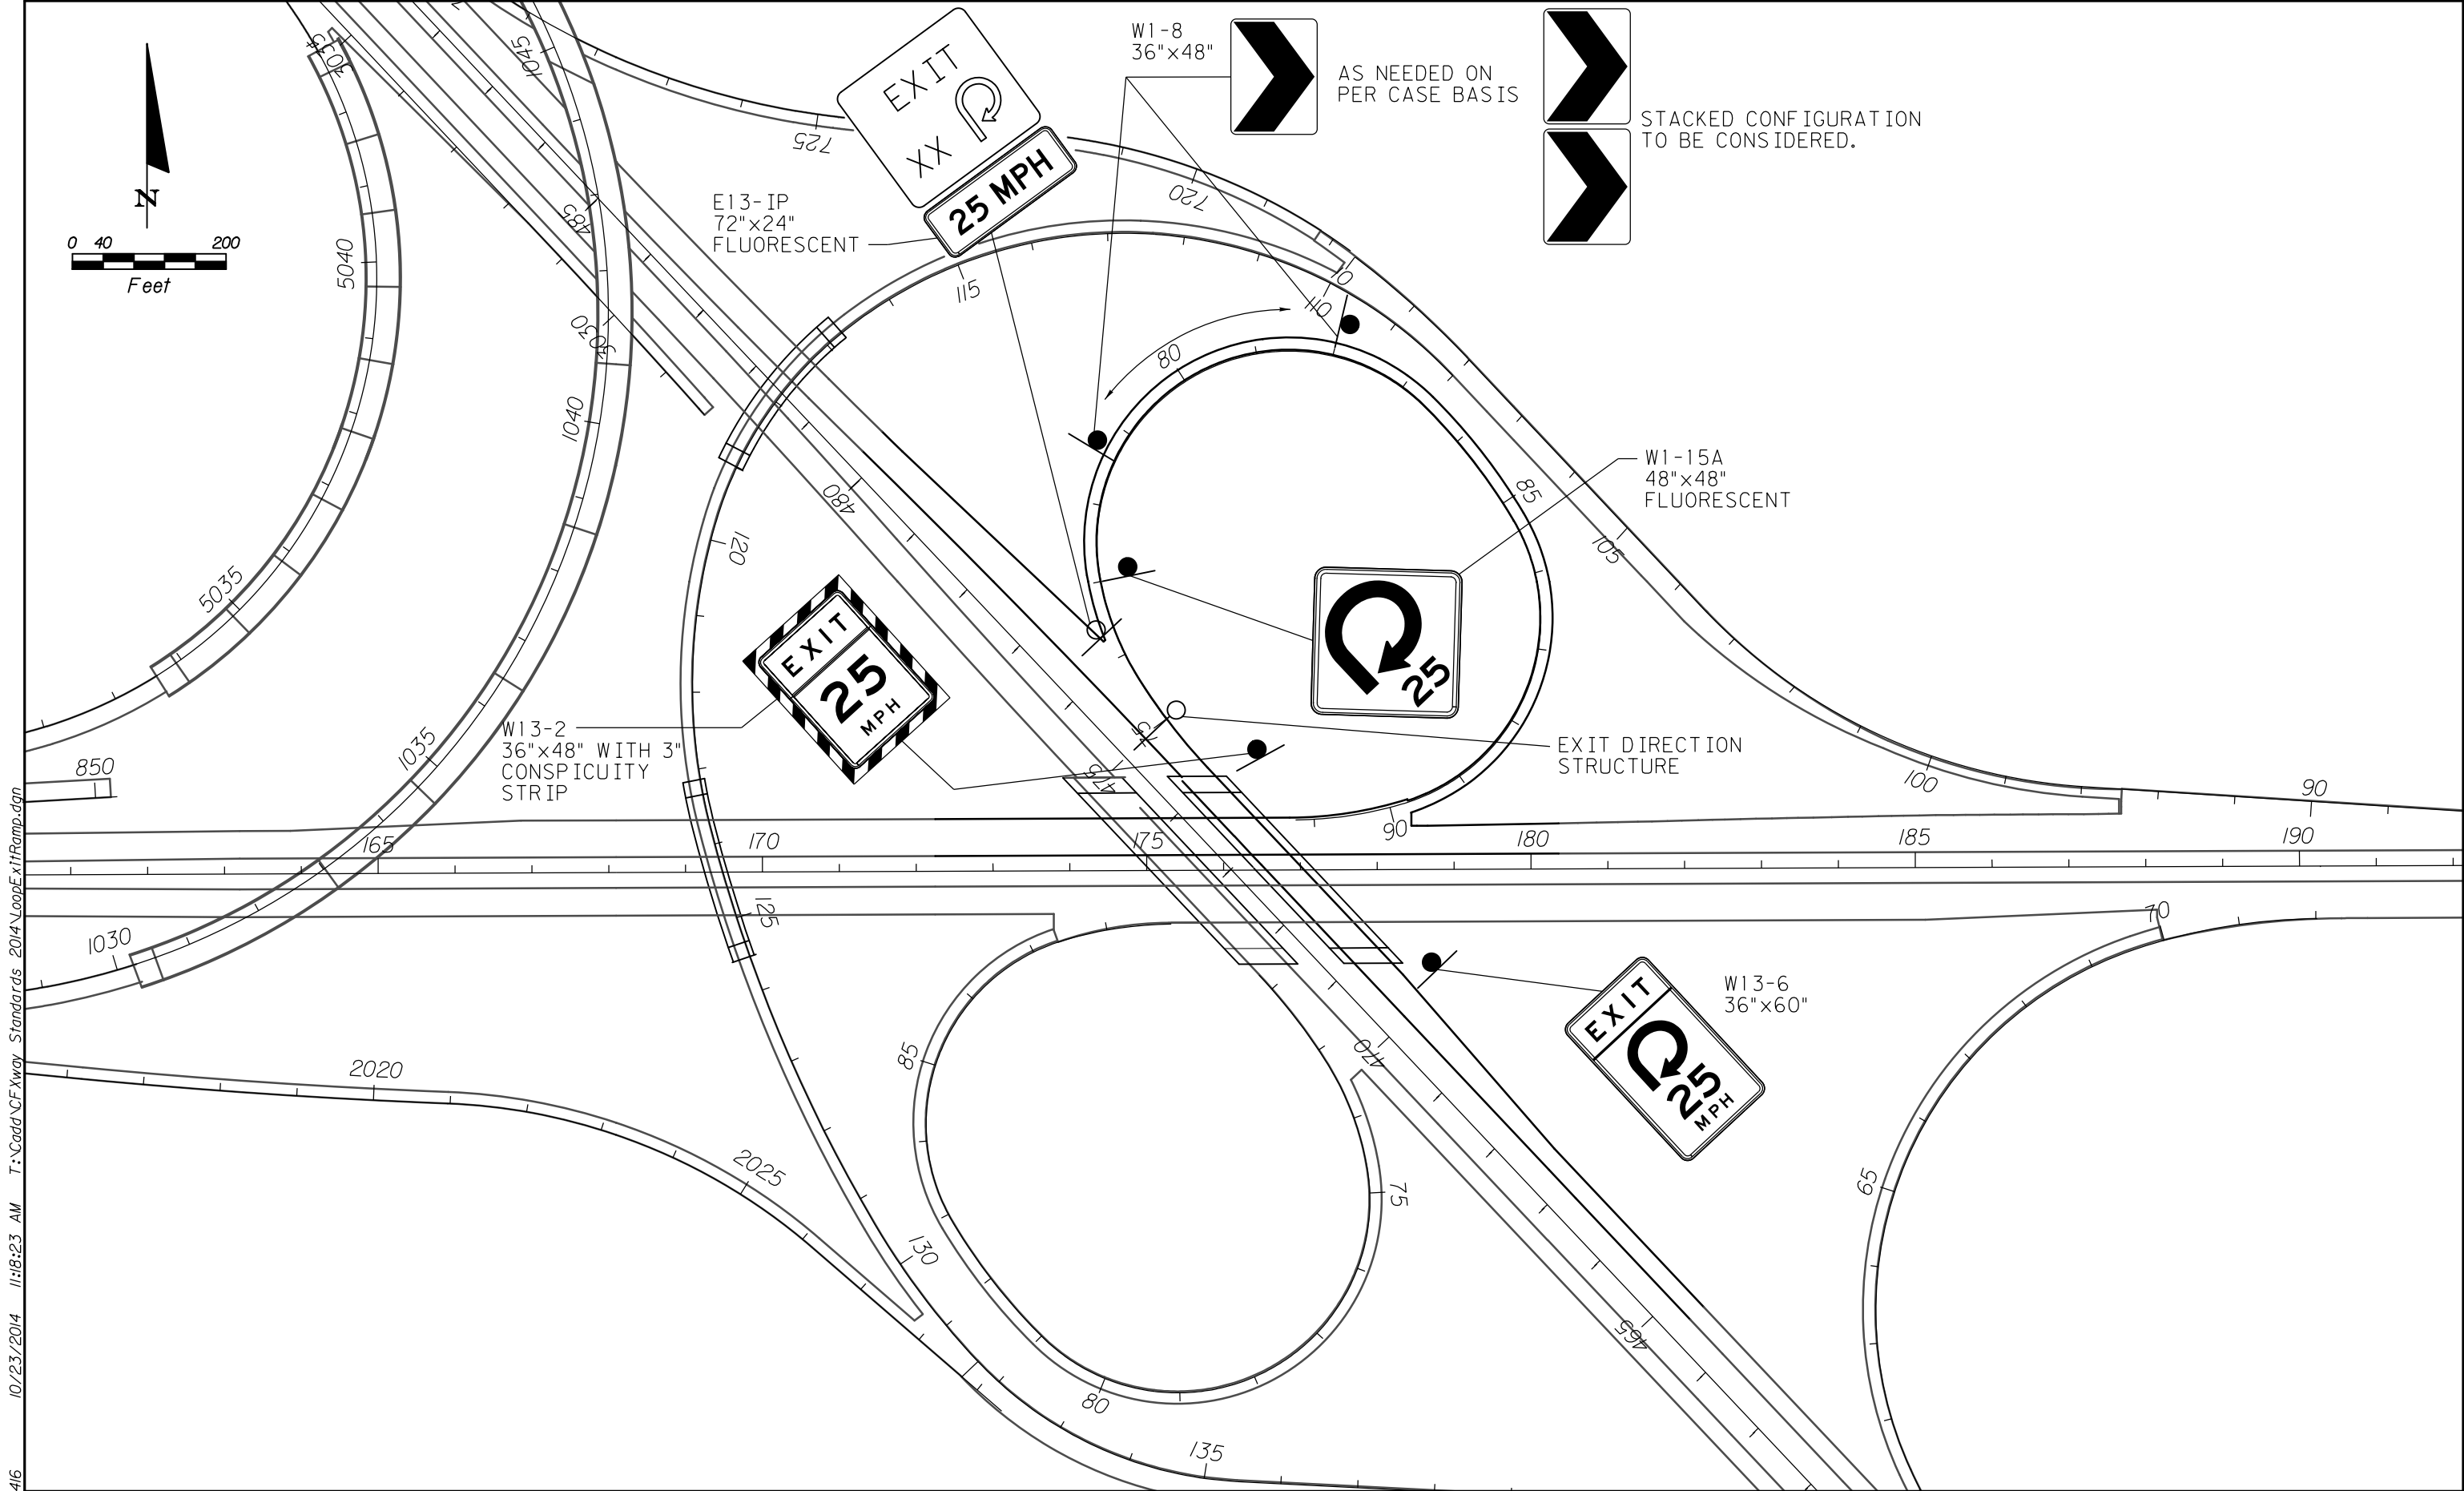 W1-8
36"x48"
AS NEEDED ON
PER CASE BASIS
STACKED CONFIGURATION
TO BE CONSIDERED.
EXIT
XX
25 MPH
E13-IP
72"x24"
FLUORESCENT
N
0 40 200
Feet
1045
725
720
485
5040
115
110
80
1040
W1-15A
48"x48"
FLUORESCENT
480
85
120
105
5035
EXIT
25
MPH
25
W13-2
36"x48" WITH 3"
CONSPICUITY
STRIP
EXIT DIRECTION
STRUCTURE
1035
850
475
100
90
165
170
175
90
180
185
190
125
1030
70
W13-6
36"x60"
EXIT
25
MPH
2020
85
470
2025
75
65
130
465
80
135
416 10/23/2014 11:18:23 AM T:\Cadd\CFXway Standards 2014\LoopExitRamp.dgn